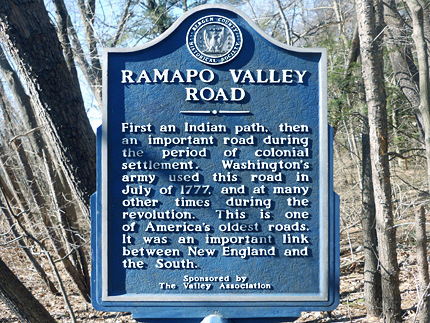 BERGEN COUNTY
HISTORICAL SOCIETY
RAMAPO VALLEY
ROAD
First an Indian path, then
an important road during
the period of colonial
settlement. Washington's
army used this road in
July of 1777, and at many
other times during the
revolution. This is one
of America's oldest roads.
It was an important link
between New England and
the South.
Sponsored by
The Valley Association